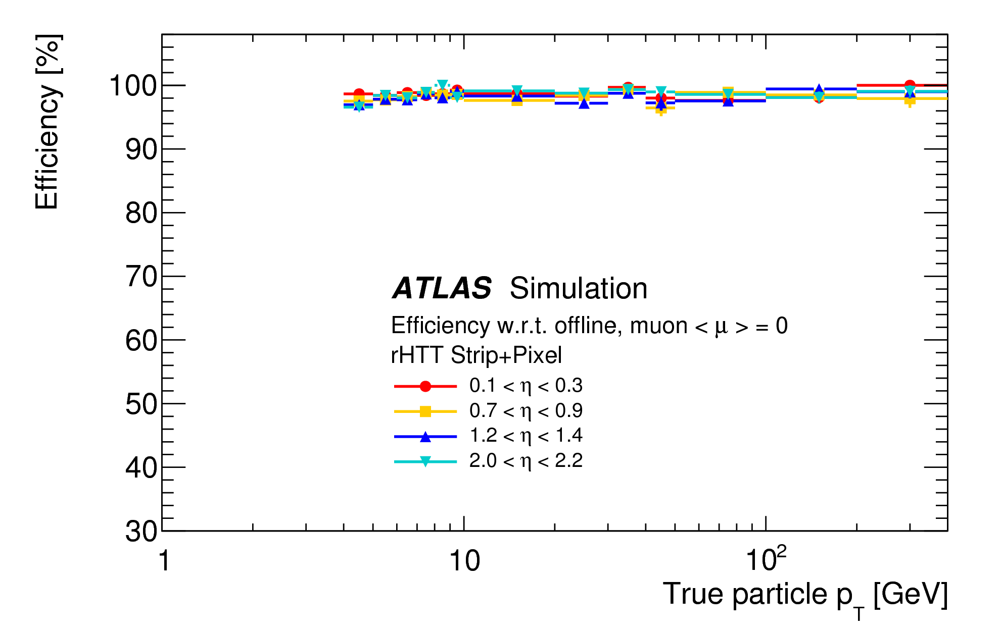 Efficiency [%]
100
90
80
70
60
50
40
30
ATLAS Simulation
Efficiency w.r.t. offline, muon < μ > = 0
rHTT Strip+Pixel
0.1 < η < 0.3
0.7 < η < 0.9
1.2 < η < 1.4
2.0 < η < 2.2
1 10 10²
True particle p_T [GeV]